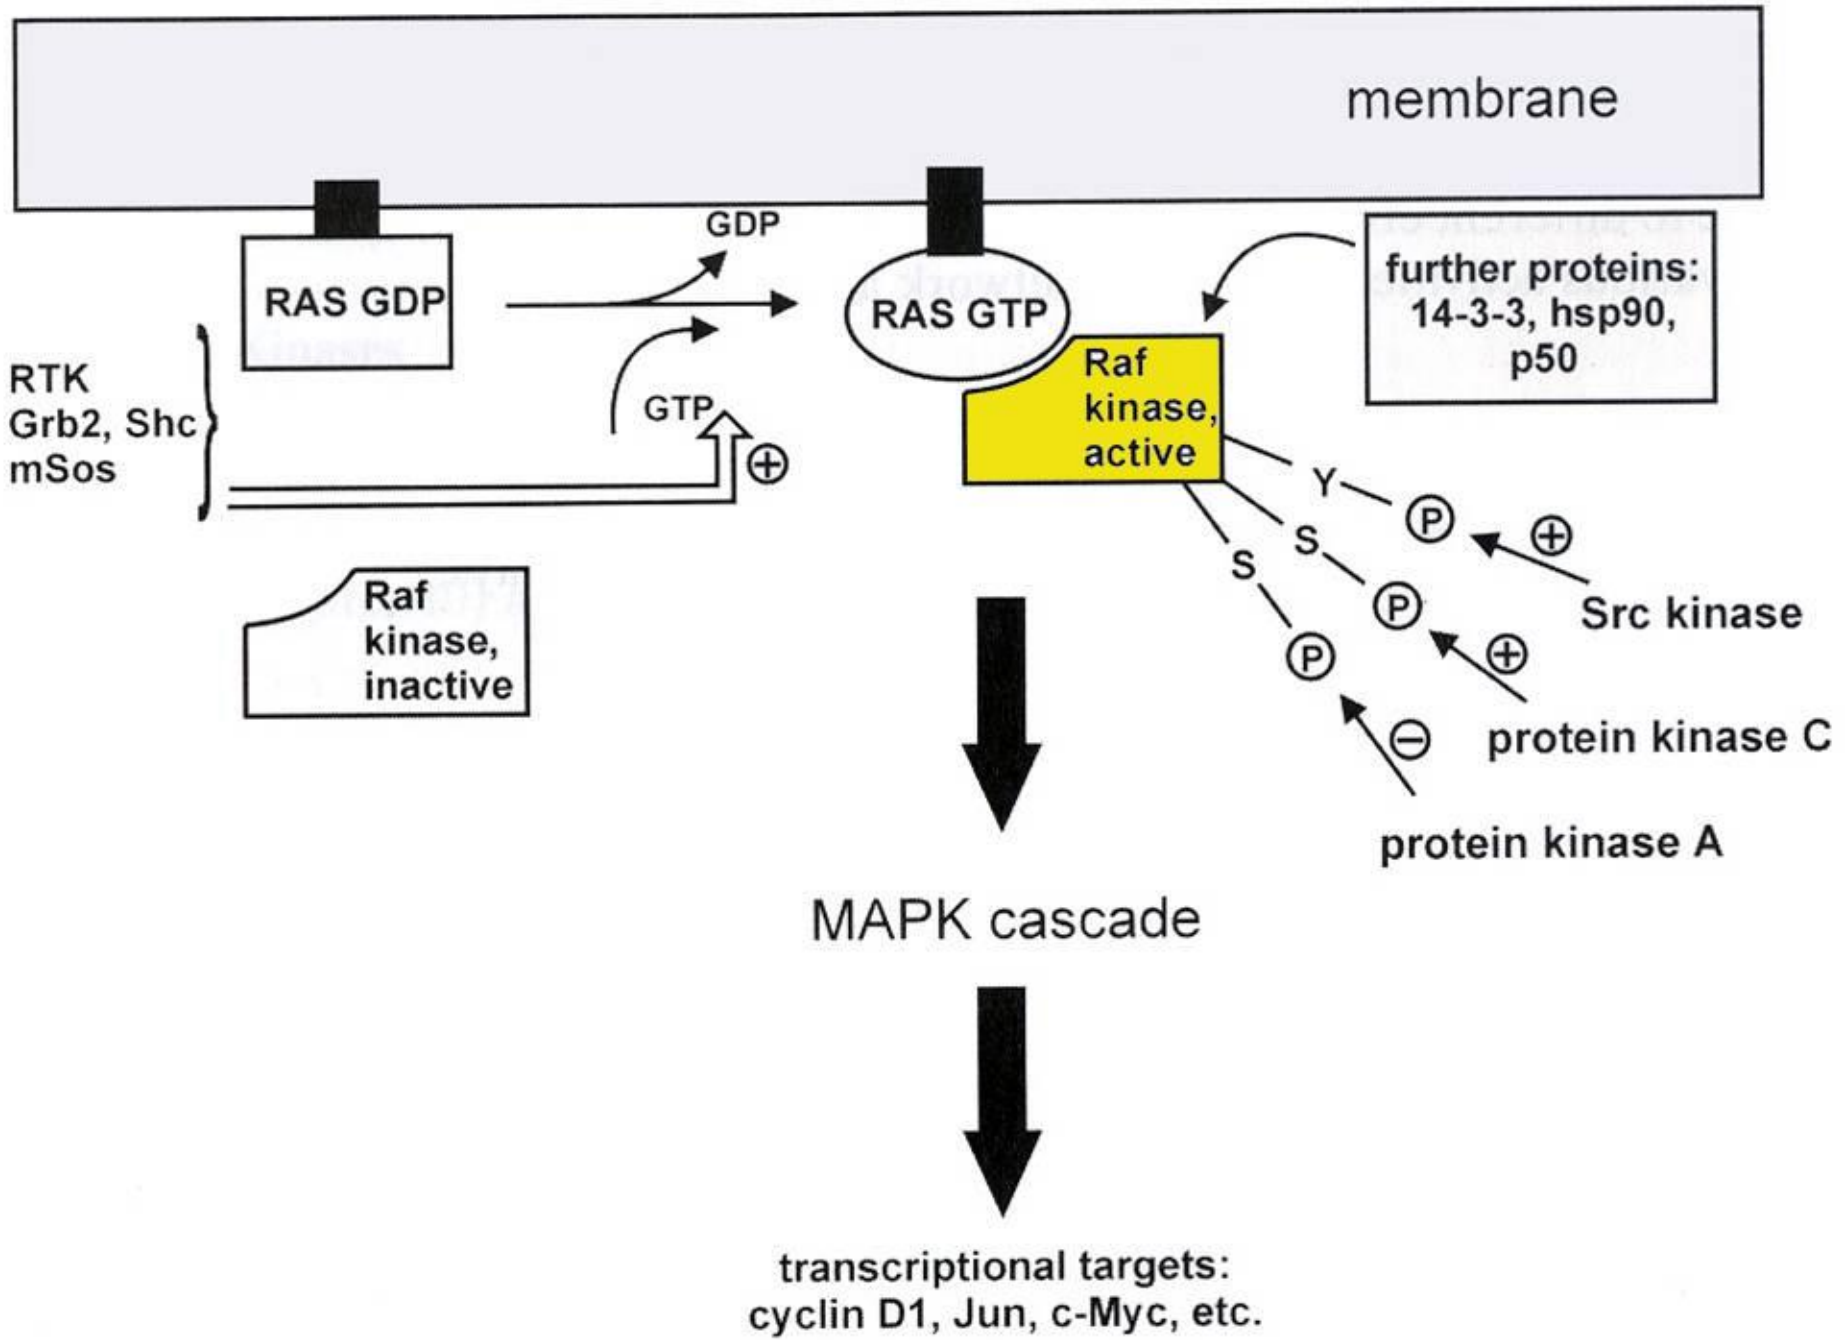 membrane
GDP
RAS GDP
RAS GTP
further proteins:
14-3-3, hsp90,
p50
RTK
Grb2, Shc
mSos
GTP
+
Raf
kinase,
active
Y
P
+
S
P
+
S
P
−
Src kinase
protein kinase C
protein kinase A
Raf
kinase,
inactive
MAPK cascade
transcriptional targets:
cyclin D1, Jun, c-Myc, etc.